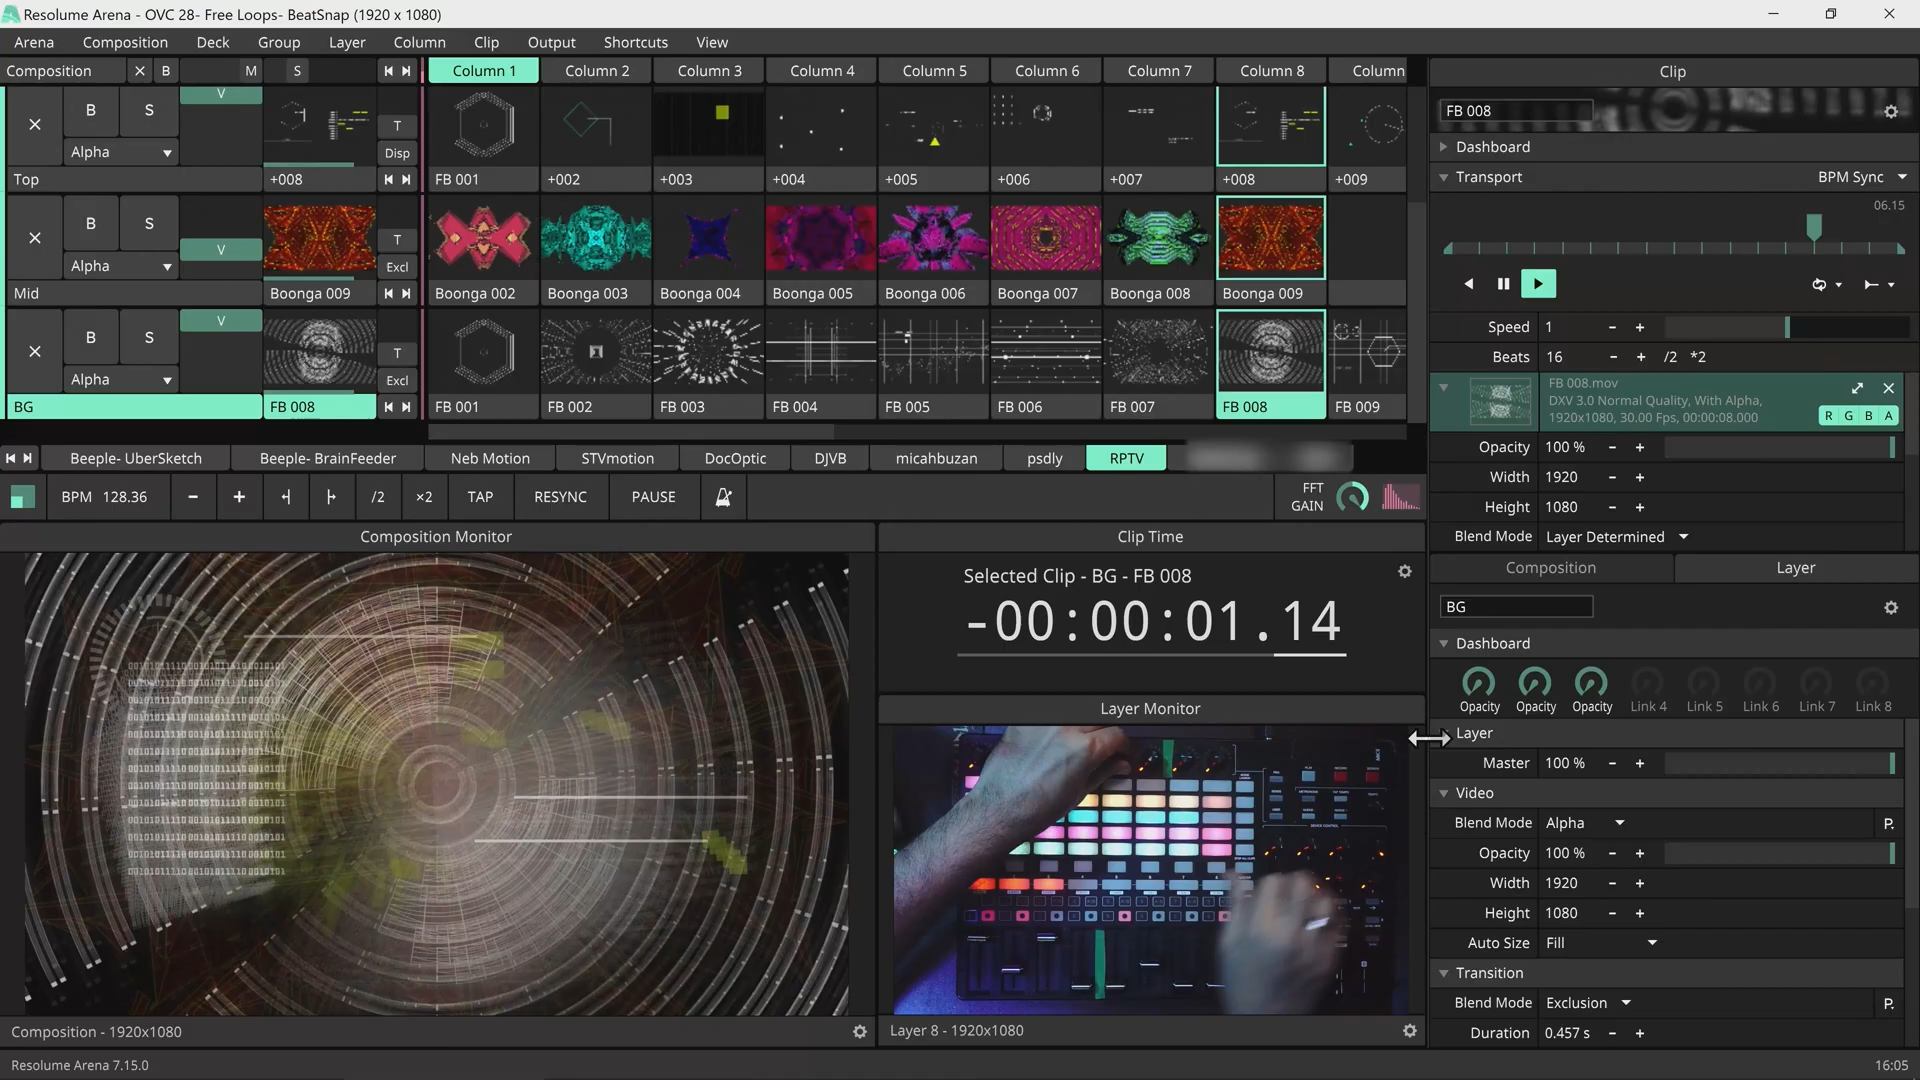 Resolume Arena - OVC 28- Free Loops- BeatSnap (1920 x 1080)
Arena Composition Deck Group Layer Column Clip Output Shortcuts View
Composition B M S Column 1 Column 2 Column 3 Column 4 Column 5 Column 6 Column 7 Column 8 Column
B S V T
Alpha Disp
Top +008 FB 001 +002 +003 +004 +005 +006 +007 +008 +009
B S V T
Alpha Excl
Mid Boonga 009 Boonga 002 Boonga 003 Boonga 004 Boonga 005 Boonga 006 Boonga 007 Boonga 008 Boonga 009
B S V T
Alpha Excl
BG FB 008 FB 001 FB 002 FB 003 FB 004 FB 005 FB 006 FB 007 FB 008 FB 009
Beeple- UberSketch Beeple- BrainFeeder Neb Motion STVmotion DocOptic DJVB micahbuzan psdly RPTV
BPM 128.36 - + /2 ×2 TAP RESYNC PAUSE FFT GAIN
Composition Monitor
Composition - 1920x1080
Clip Time
Selected Clip - BG - FB 008
-00:00:01.14
Layer Monitor
Layer 8 - 1920x1080
Clip
FB 008
Dashboard
Transport BPM Sync
06.15
Speed 1 - +
Beats 16 - + /2 *2
FB 008.mov
DXV 3.0 Normal Quality, With Alpha,
1920x1080, 30.00 Fps, 00:00:08.000 R G B A
Opacity 100 % - +
Width 1920 - +
Height 1080 - +
Blend Mode Layer Determined
Composition Layer
BG
Dashboard
Opacity Opacity Opacity Link 4 Link 5 Link 6 Link 7 Link 8
Layer
Master 100 % - +
Video
Blend Mode Alpha P.
Opacity 100 % - +
Width 1920 - +
Height 1080 - +
Auto Size Fill
Transition
Blend Mode Exclusion P.
Duration 0.457 s - +
Resolume Arena 7.15.0 16:05